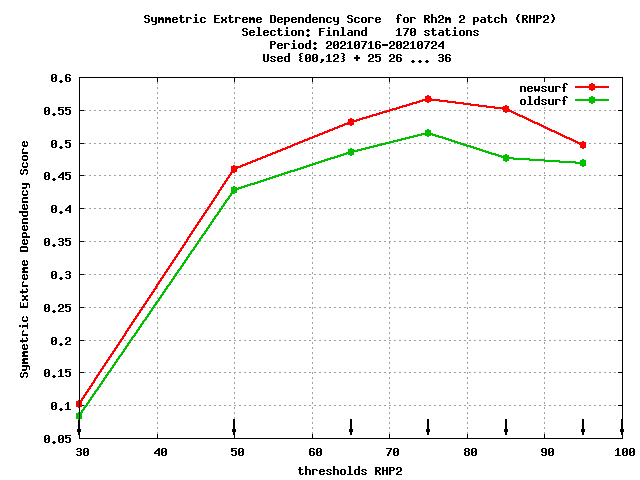 Symmetric Extreme Dependency Score  for Rh2m 2 patch (RHP2)
Selection: Finland    170 stations
Period: 20210716-20210724
Used {00,12} + 25 26 ... 36
newsurf
oldsurf
Symmetric Extreme Dependency Score
0.6
0.55
0.5
0.45
0.4
0.35
0.3
0.25
0.2
0.15
0.1
0.05
30 40 50 60 70 80 90 100
thresholds RHP2